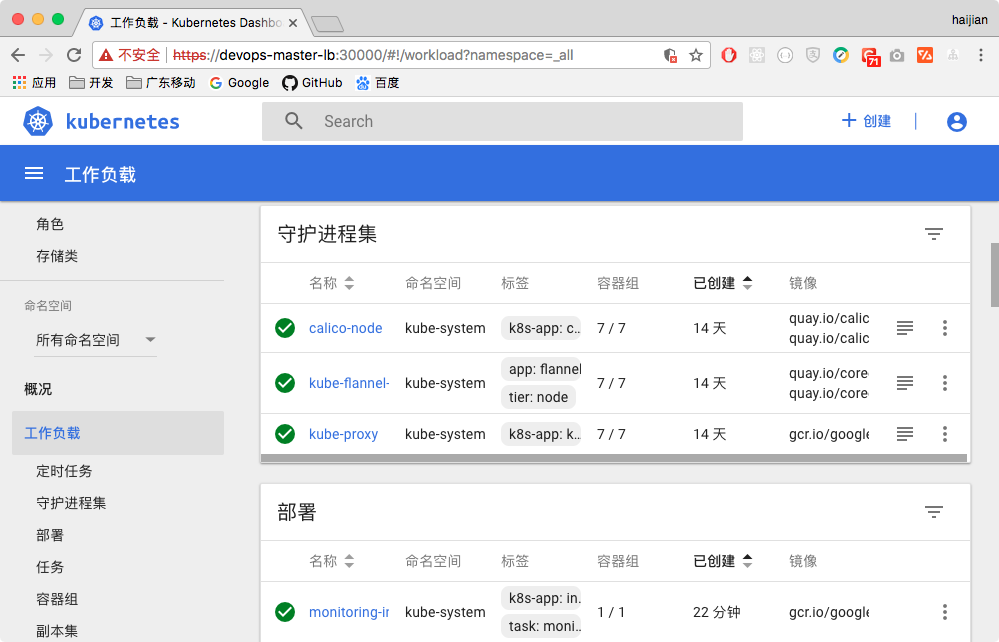 工作负载 - Kubernetes Dashbo
haijian
不安全 https://devops-master-lb:30000/#!/workload?namespace=_all
71
应用 开发 广东移动 Google GitHub 百度
kubernetes Search 创建
工作负载
角色
存储类
命名空间
所有命名空间
概况
工作负载
定时任务
守护进程集
部署
任务
容器组
副本集
守护进程集
名称 命名空间 标签 容器组 已创建 镜像
calico-node kube-system k8s-app: c.. 7 / 7 14 天 quay.io/calic
quay.io/calic
kube-flannel- kube-system app: flannel 7 / 7 14 天 quay.io/core
tier: node quay.io/core
kube-proxy kube-system k8s-app: k.. 7 / 7 14 天 gcr.io/google
部署
名称 命名空间 标签 容器组 已创建 镜像
monitoring-in kube-system k8s-app: in.. 1 / 1 22 分钟 gcr.io/google
task: moni..